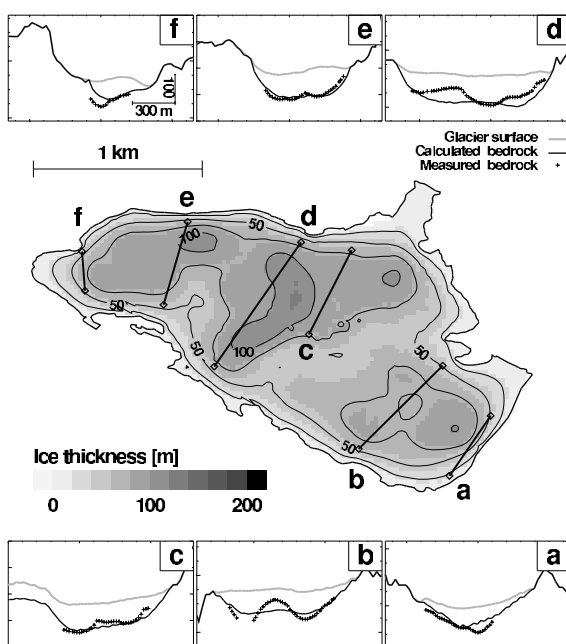 f
e
d
100
300 m
Glacier surface
Calculated bedrock
Measured bedrock
1 km
f
e
d
50
100
50
50
100
c
50
50
b
a
Ice thickness [m]
0
100
200
c
b
a